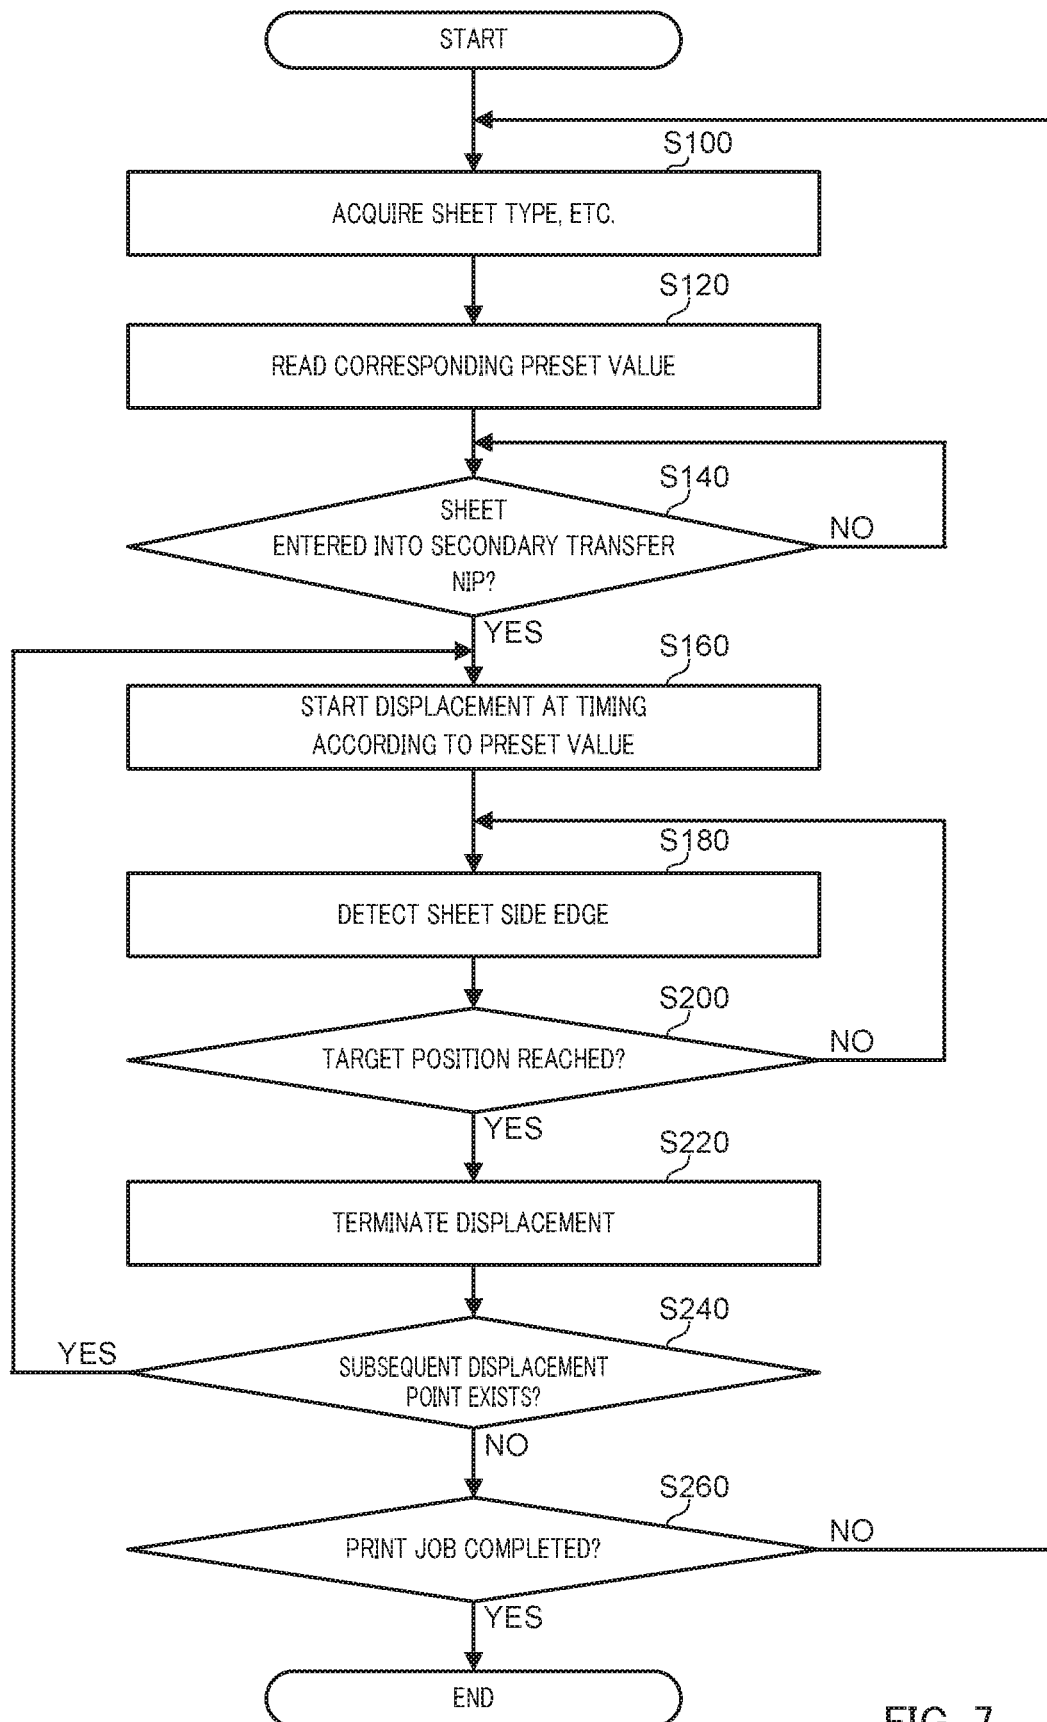 START
S100
ACQUIRE SHEET TYPE, ETC.
S120
READ CORRESPONDING PRESET VALUE
S140
SHEET
ENTERED INTO SECONDARY TRANSFER
NIP?
NO
YES
S160
START DISPLACEMENT AT TIMING
ACCORDING TO PRESET VALUE
S180
DETECT SHEET SIDE EDGE
S200
TARGET POSITION REACHED?
NO
YES
S220
TERMINATE DISPLACEMENT
S240
YES
SUBSEQUENT DISPLACEMENT
POINT EXISTS?
NO
S260
PRINT JOB COMPLETED?
NO
YES
END
FIG. 7